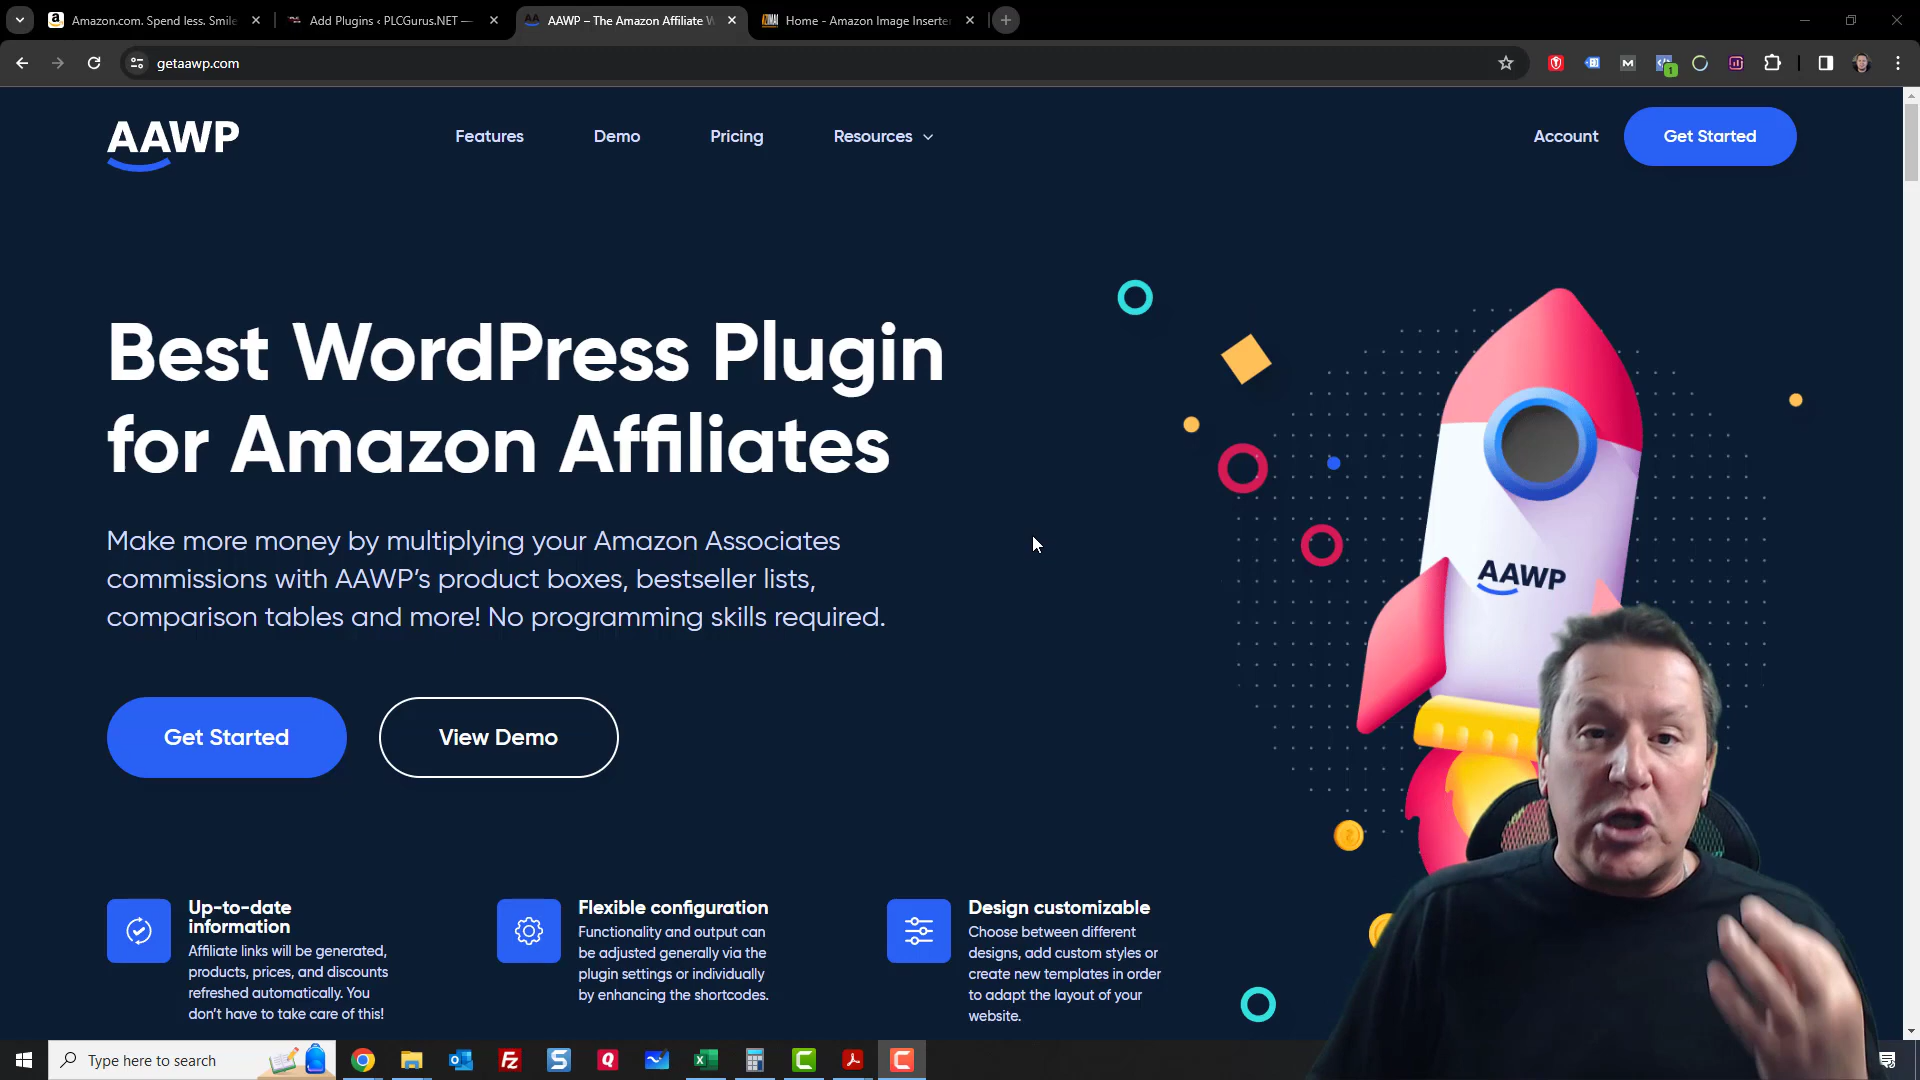 Amazon.com. Spend less. Smile
Add Plugins ‹ PLCGurus.NET —
AAWP – The Amazon Affiliate W
Home - Amazon Image Inserter
getaawp.com
1
AAWP
Features
Demo
Pricing
Resources
Account
Get Started
Best WordPress Plugin
for Amazon Affiliates
Make more money by multiplying your Amazon Associates
commissions with AAWP’s product boxes, bestseller lists,
comparison tables and more! No programming skills required.
Get Started
View Demo
AAWP
Up-to-date
information
Affiliate links will be generated,
products, prices, and discounts
refreshed automatically. You
don’t have to take care of this!
Flexible configuration
Functionality and output can
be adjusted generally via the
plugin settings or individually
by enhancing the shortcodes.
Design customizable
Choose between different
designs, add custom styles or
create new templates in order
to adapt the layout of your
website.
Type here to search